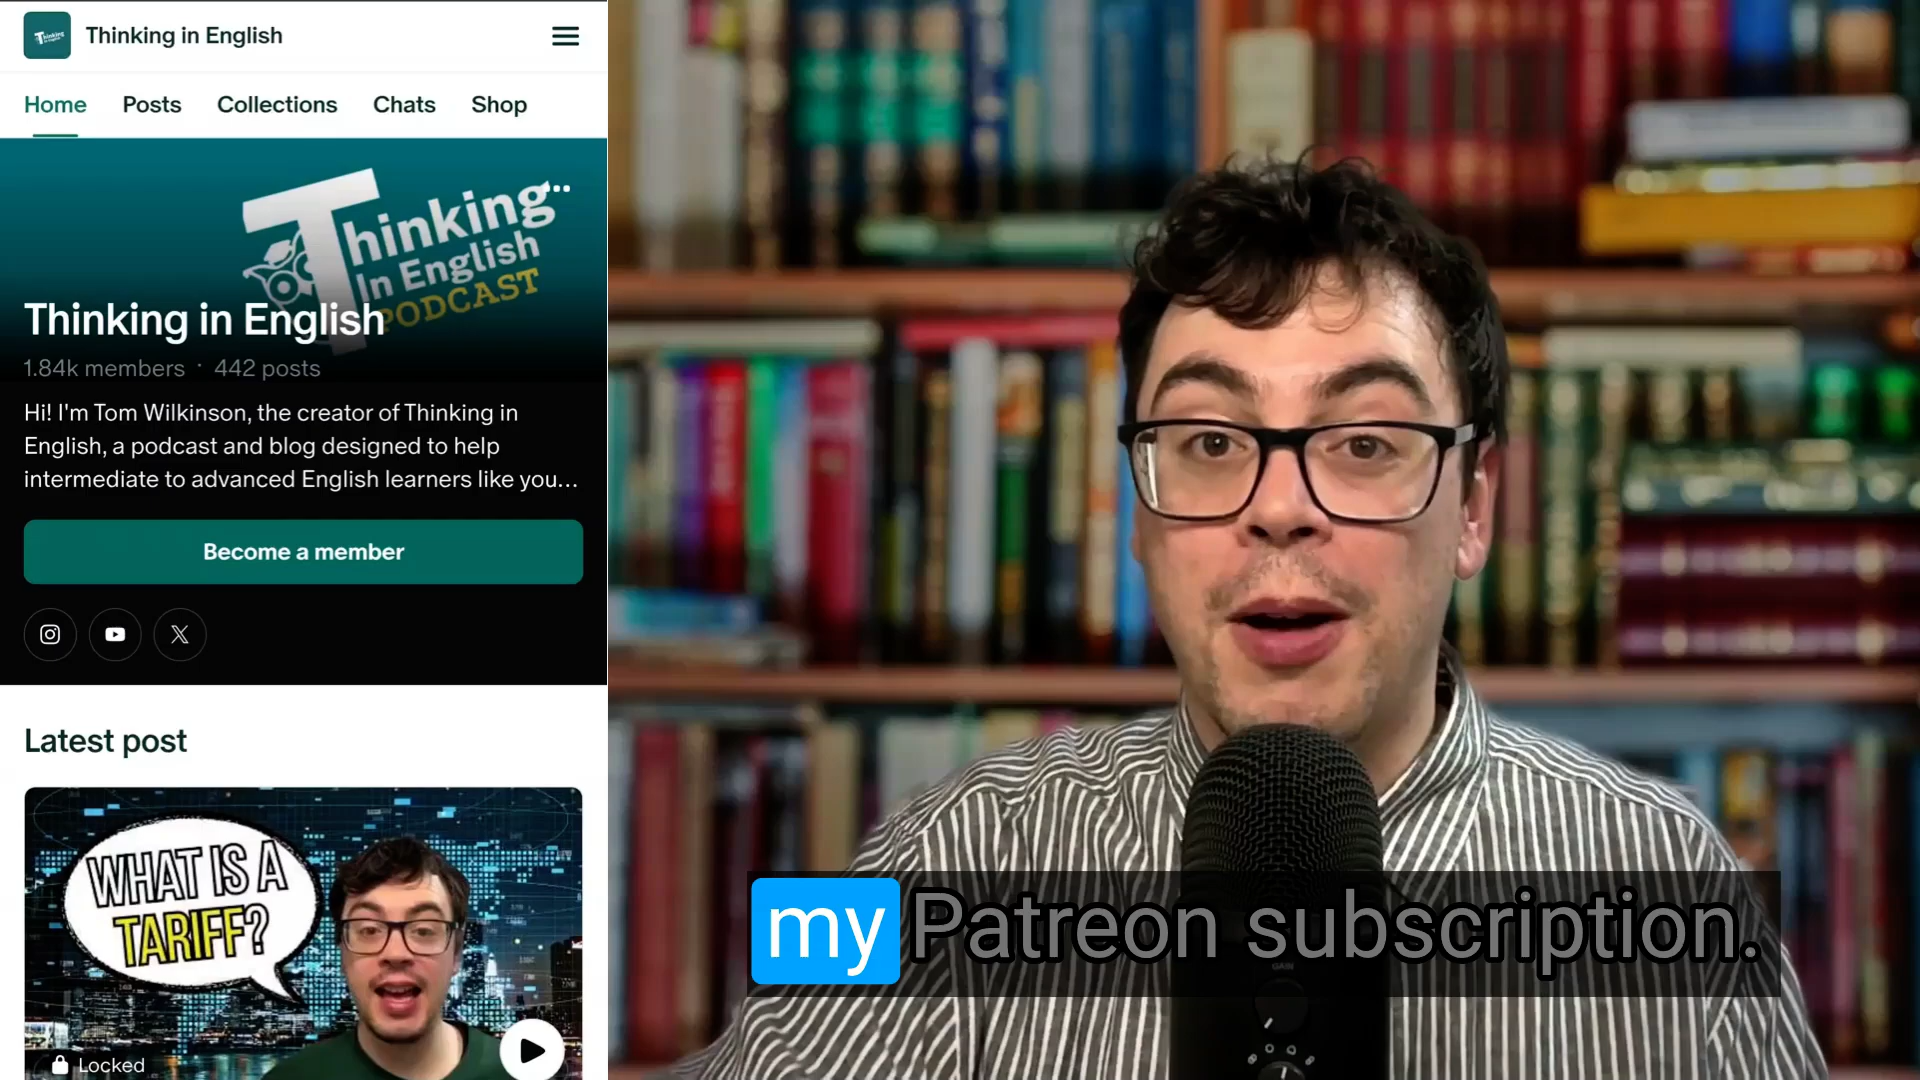 Thinking in English
Home Posts Collections Chats Shop
Thinking
In English
PODCAST
Thinking in English
1.84k members · 442 posts
Hi! I'm Tom Wilkinson, the creator of Thinking in
English, a podcast and blog designed to help
intermediate to advanced English learners like you...
Become a member
Latest post
WHAT IS A
TARIFF?
Locked
my Patreon subscription.
GAIN